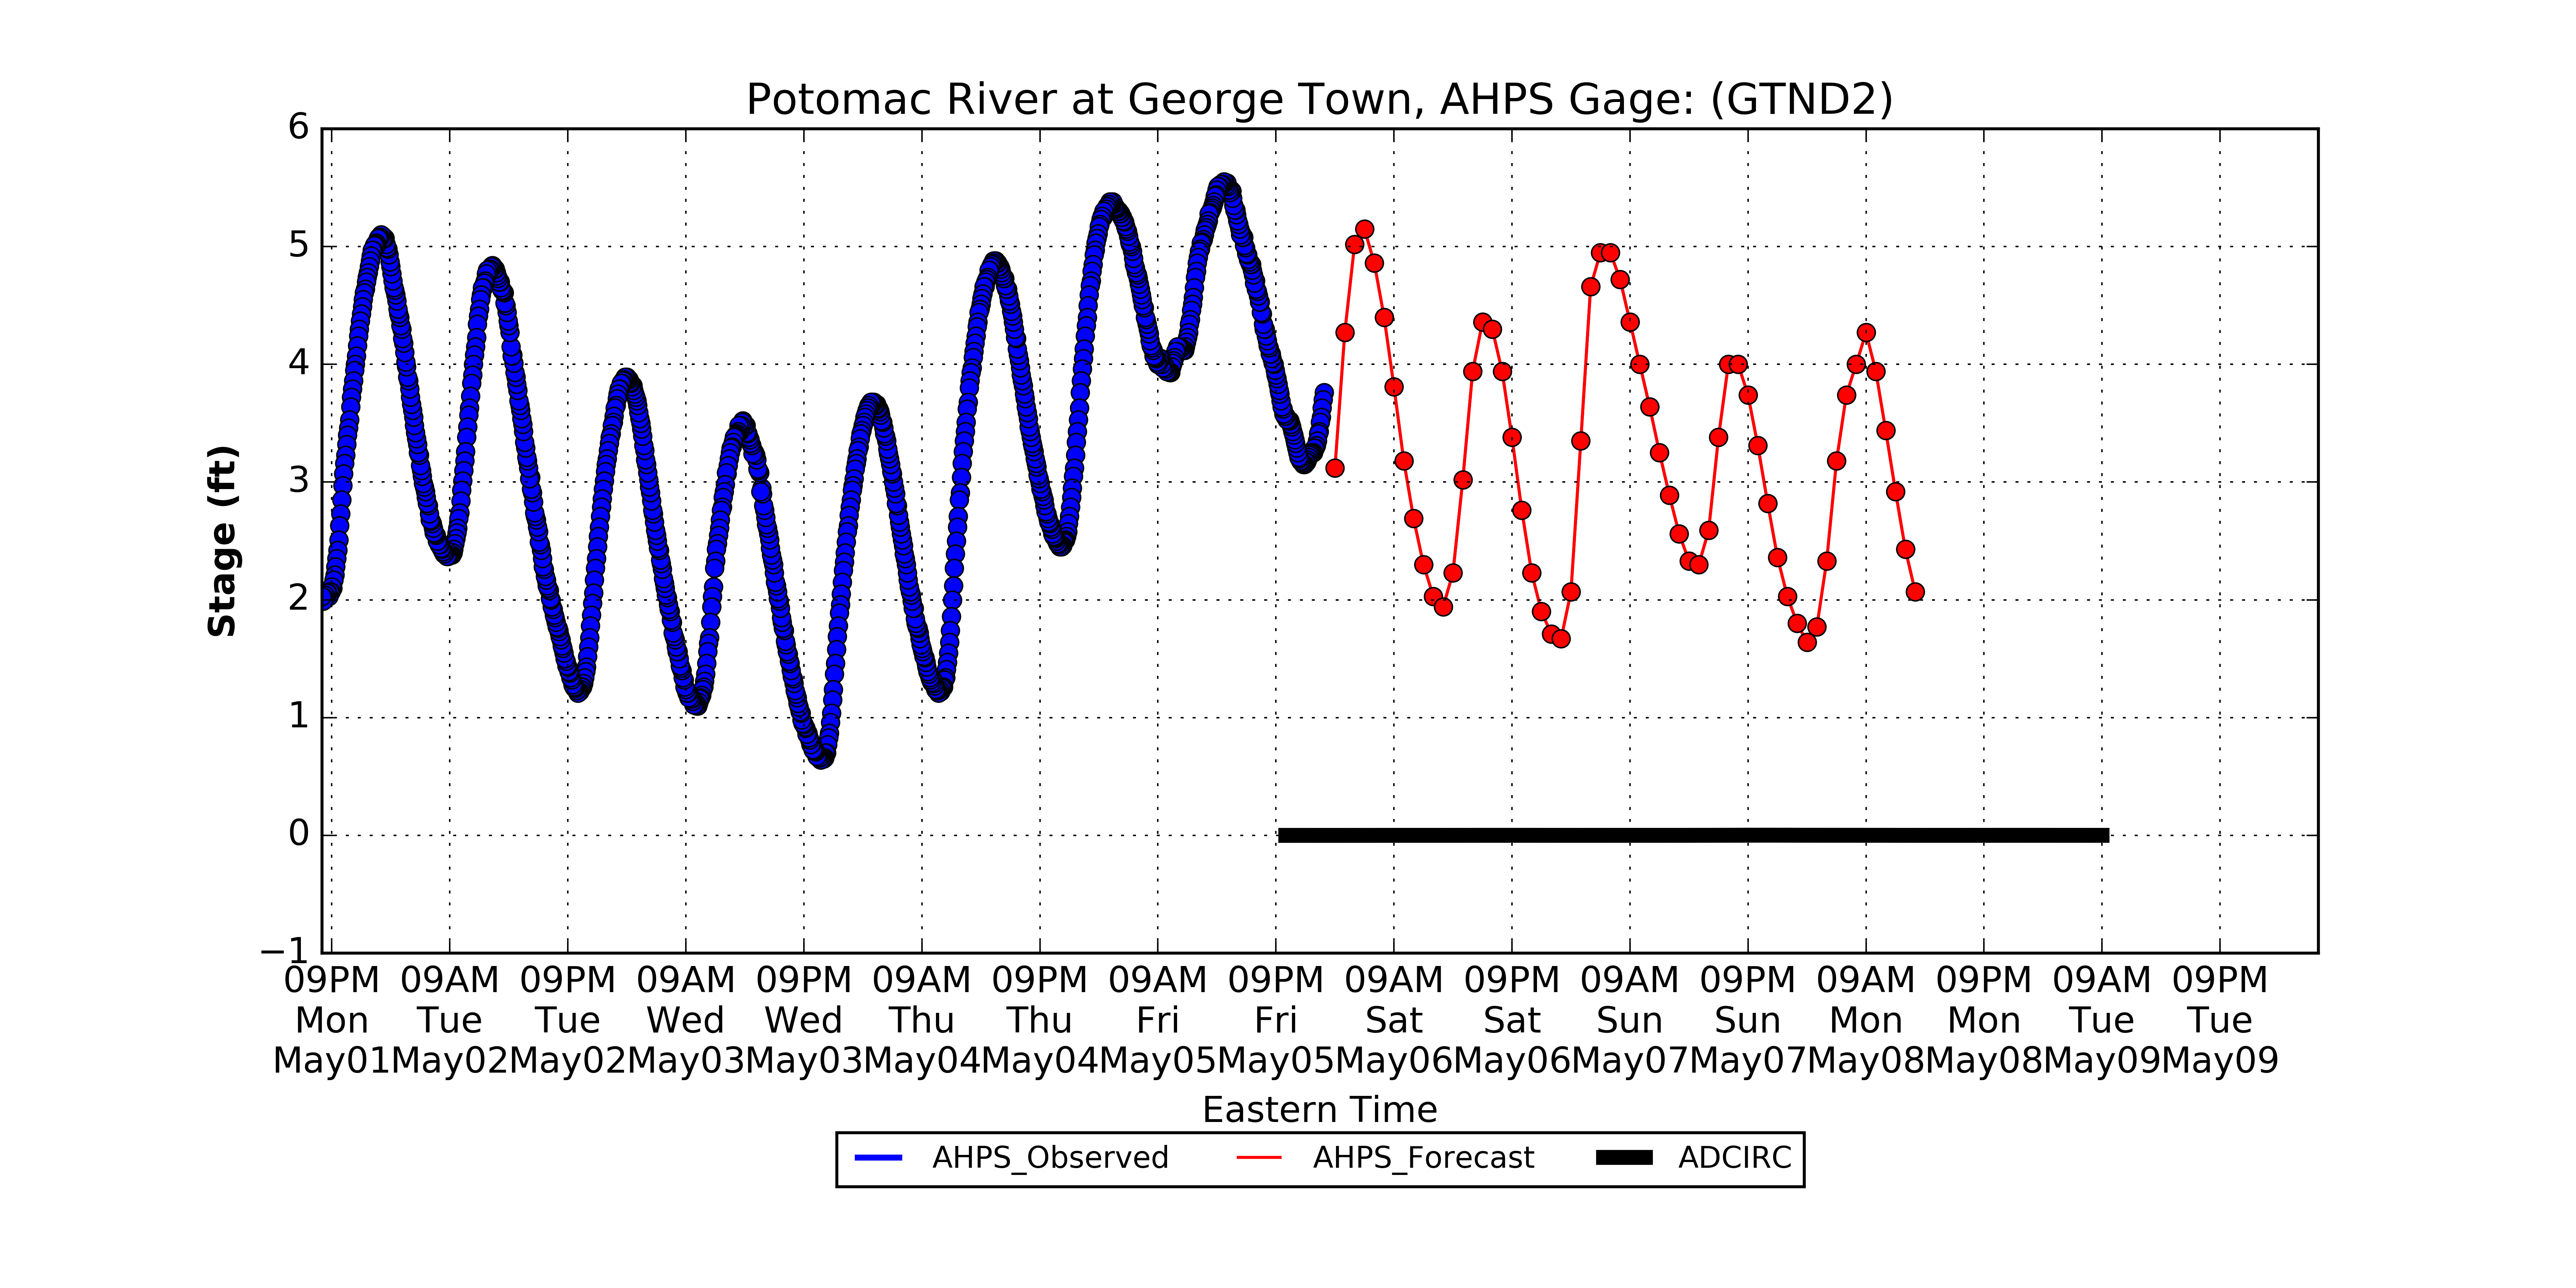 Potomac River at George Town, AHPS Gage: (GTND2)
6
5
4
3
2
1
0
−1
Stage (ft)
09PM 09AM 09PM 09AM 09PM 09AM 09PM 09AM 09PM 09AM 09PM 09AM 09PM 09AM 09PM 09AM 09PM
Mon Tue Tue Wed Wed Thu Thu Fri Fri Sat Sat Sun Sun Mon Mon Tue Tue
May01 May02 May02 May03 May03 May04 May04 May05 May05 May06 May06 May07 May07 May08 May08 May09 May09
Eastern Time
AHPS_Observed AHPS_Forecast ADCIRC